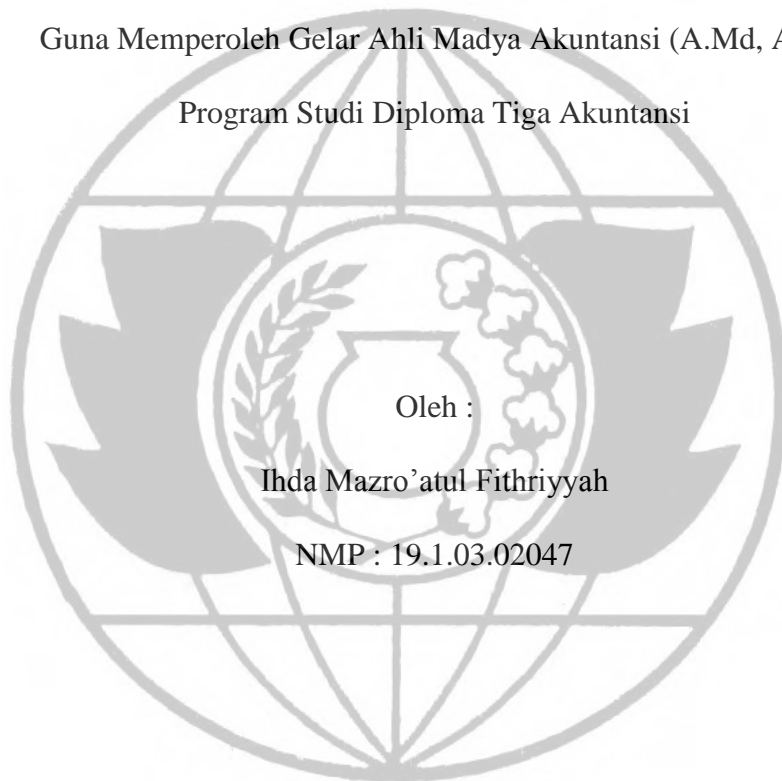 Guna Memperoleh Gelar Ahli Madya Akuntansi (A.Md, A
Program Studi Diploma Tiga Akuntansi
Oleh :
Ihda Mazro’atul Fithriyyah
NMP : 19.1.03.02047